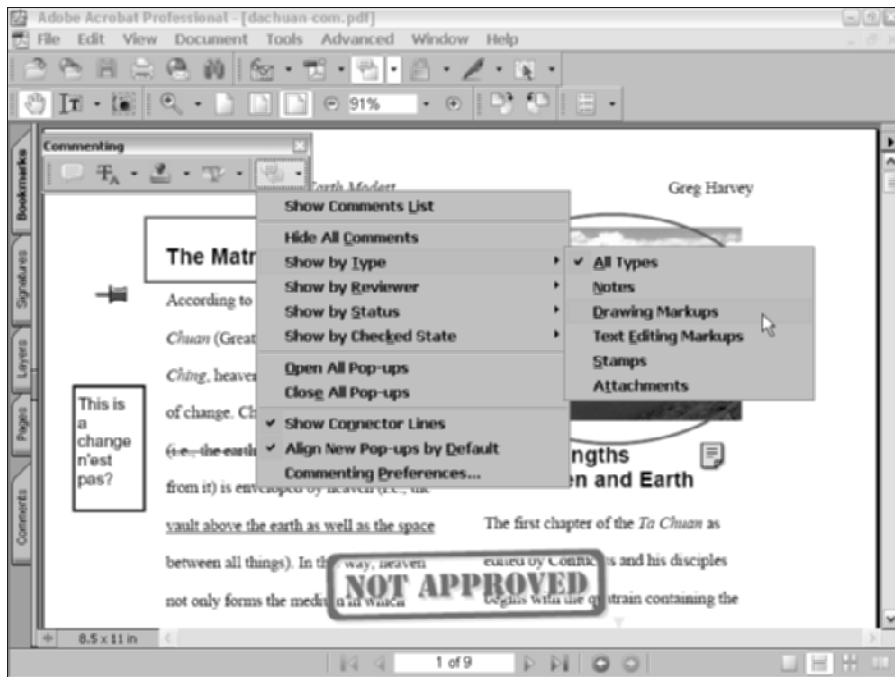 Adobe Acrobat Professional - [dachuan-com.pdf]
File Edit View Document Tools Advanced Window Help
91%
Commenting
Greg Harvey
Show Comments List
Hide All Comments
Show by Type
Show by Reviewer
Show by Status
Show by Checked State
Open All Pop-ups
Close All Pop-ups
Show Connector Lines
Align New Pop-ups by Default
Commenting Preferences...
All Types
Notes
Drawing Markups
Text Editing Markups
Stamps
Attachments
Bookmarks
Signatures
Layers
Pages
Comments
The Matr
According to
Chuan (Great
Ching, heaven
of change. Ch
(i.e., the earth
from it) is enveloped by heaven (i.e., the
vault above the earth as well as the space
between all things). In this way, heaven
not only forms the medium in which
This is
a
change
n'est
pas?
ngths
en and Earth
The first chapter of the Ta Chuan as
edited by Confucius and his disciples
begins with the quatrain containing the
NOT APPROVED
8.5 x 11 in
1 of 9